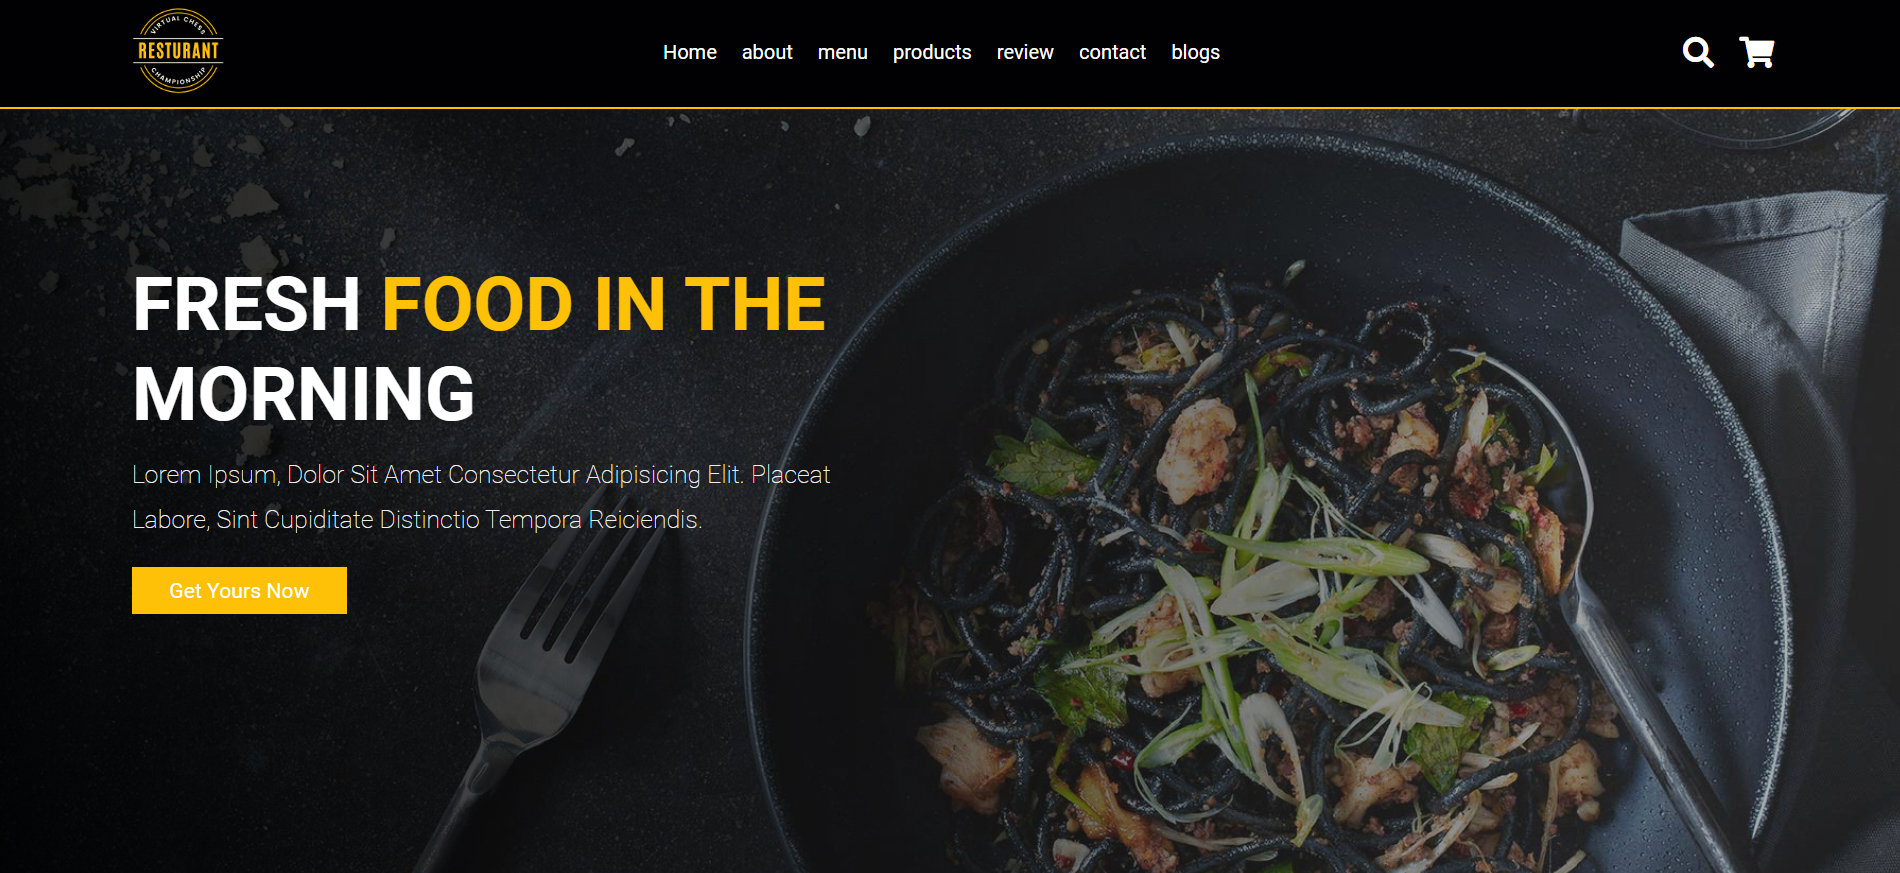 VIRTUAL CHESS
RESTURANT
CHAMPIONSHIP
Home about menu products review contact blogs
FRESH FOOD IN THE
MORNING
Lorem Ipsum, Dolor Sit Amet Consectetur Adipisicing Elit. Placeat
Labore, Sint Cupiditate Distinctio Tempora Reiciendis.
Get Yours Now